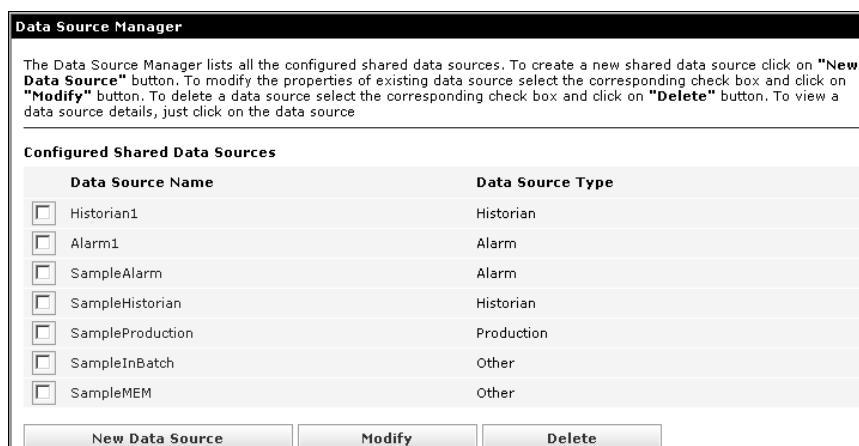 Data Source Manager
The Data Source Manager lists all the configured shared data sources. To create a new shared data source click on "New
Data Source" button. To modify the properties of existing data source select the corresponding check box and click on
"Modify" button. To delete a data source select the corresponding check box and click on "Delete" button. To view a
data source details, just click on the data source
Configured Shared Data Sources
Data Source Name Data Source Type
Historian1 Historian
Alarm1 Alarm
SampleAlarm Alarm
SampleHistorian Historian
SampleProduction Production
SampleInBatch Other
SampleMEM Other
New Data Source Modify Delete